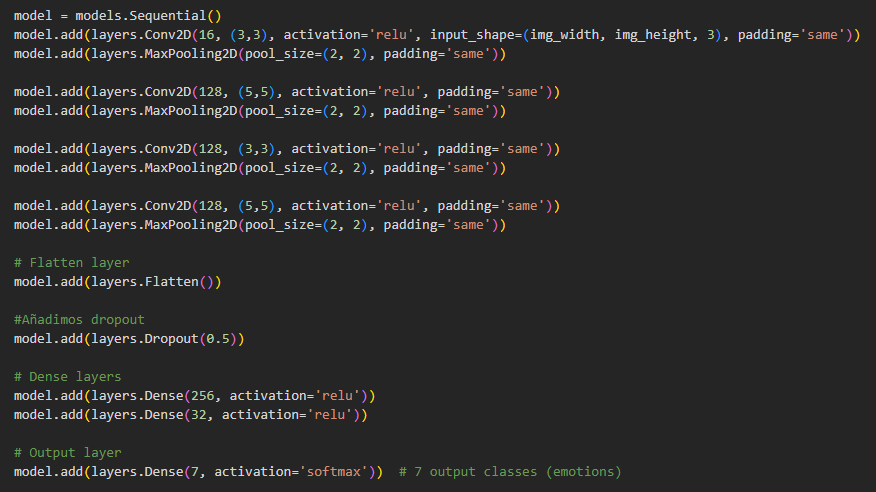 model = models.Sequential()
model.add(layers.Conv2D(16, (3,3), activation='relu', input_shape=(img_width, img_height, 3), padding='same'))
model.add(layers.MaxPooling2D(pool_size=(2, 2), padding='same'))
model.add(layers.Conv2D(128, (5,5), activation='relu', padding='same'))
model.add(layers.MaxPooling2D(pool_size=(2, 2), padding='same'))
model.add(layers.Conv2D(128, (3,3), activation='relu', padding='same'))
model.add(layers.MaxPooling2D(pool_size=(2, 2), padding='same'))
model.add(layers.Conv2D(128, (5,5), activation='relu', padding='same'))
model.add(layers.MaxPooling2D(pool_size=(2, 2), padding='same'))
# Flatten layer
model.add(layers.Flatten())
#Añadimos dropout
model.add(layers.Dropout(0.5))
# Dense layers
model.add(layers.Dense(256, activation='relu'))
model.add(layers.Dense(32, activation='relu'))
# Output layer
model.add(layers.Dense(7, activation='softmax'))  # 7 output classes (emotions)